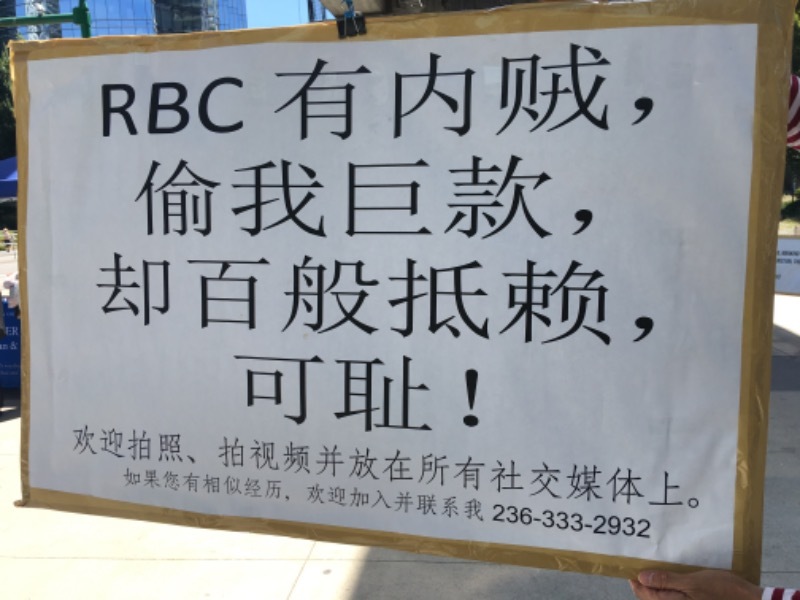 RBC 有内贼，
偷我巨款，
却百般抵赖，
可耻！
欢迎拍照、拍视频并放在所有社交媒体上。
如果您有相似经历，欢迎加入并联系我 236-333-2932